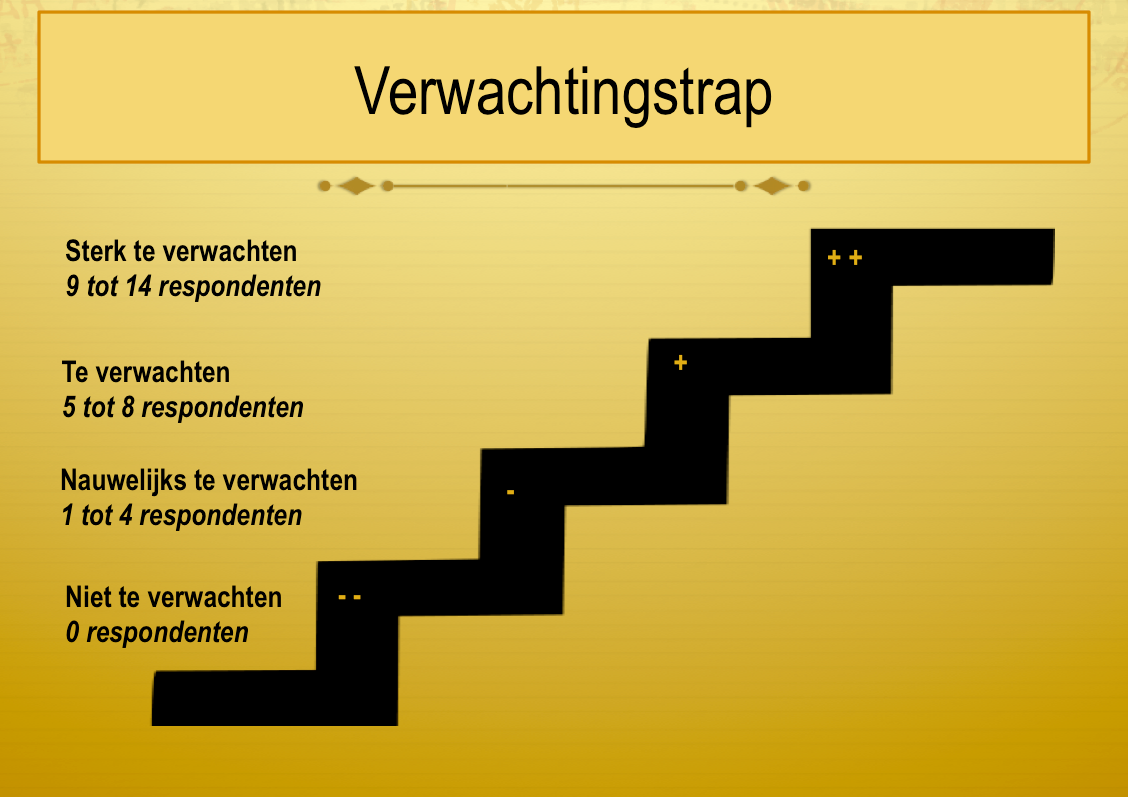 Verwachtingstrap
Sterk te verwachten
9 tot 14 respondenten
+ +
Te verwachten
5 tot 8 respondenten
+
Nauwelijks te verwachten
1 tot 4 respondenten
-
Niet te verwachten
0 respondenten
- -